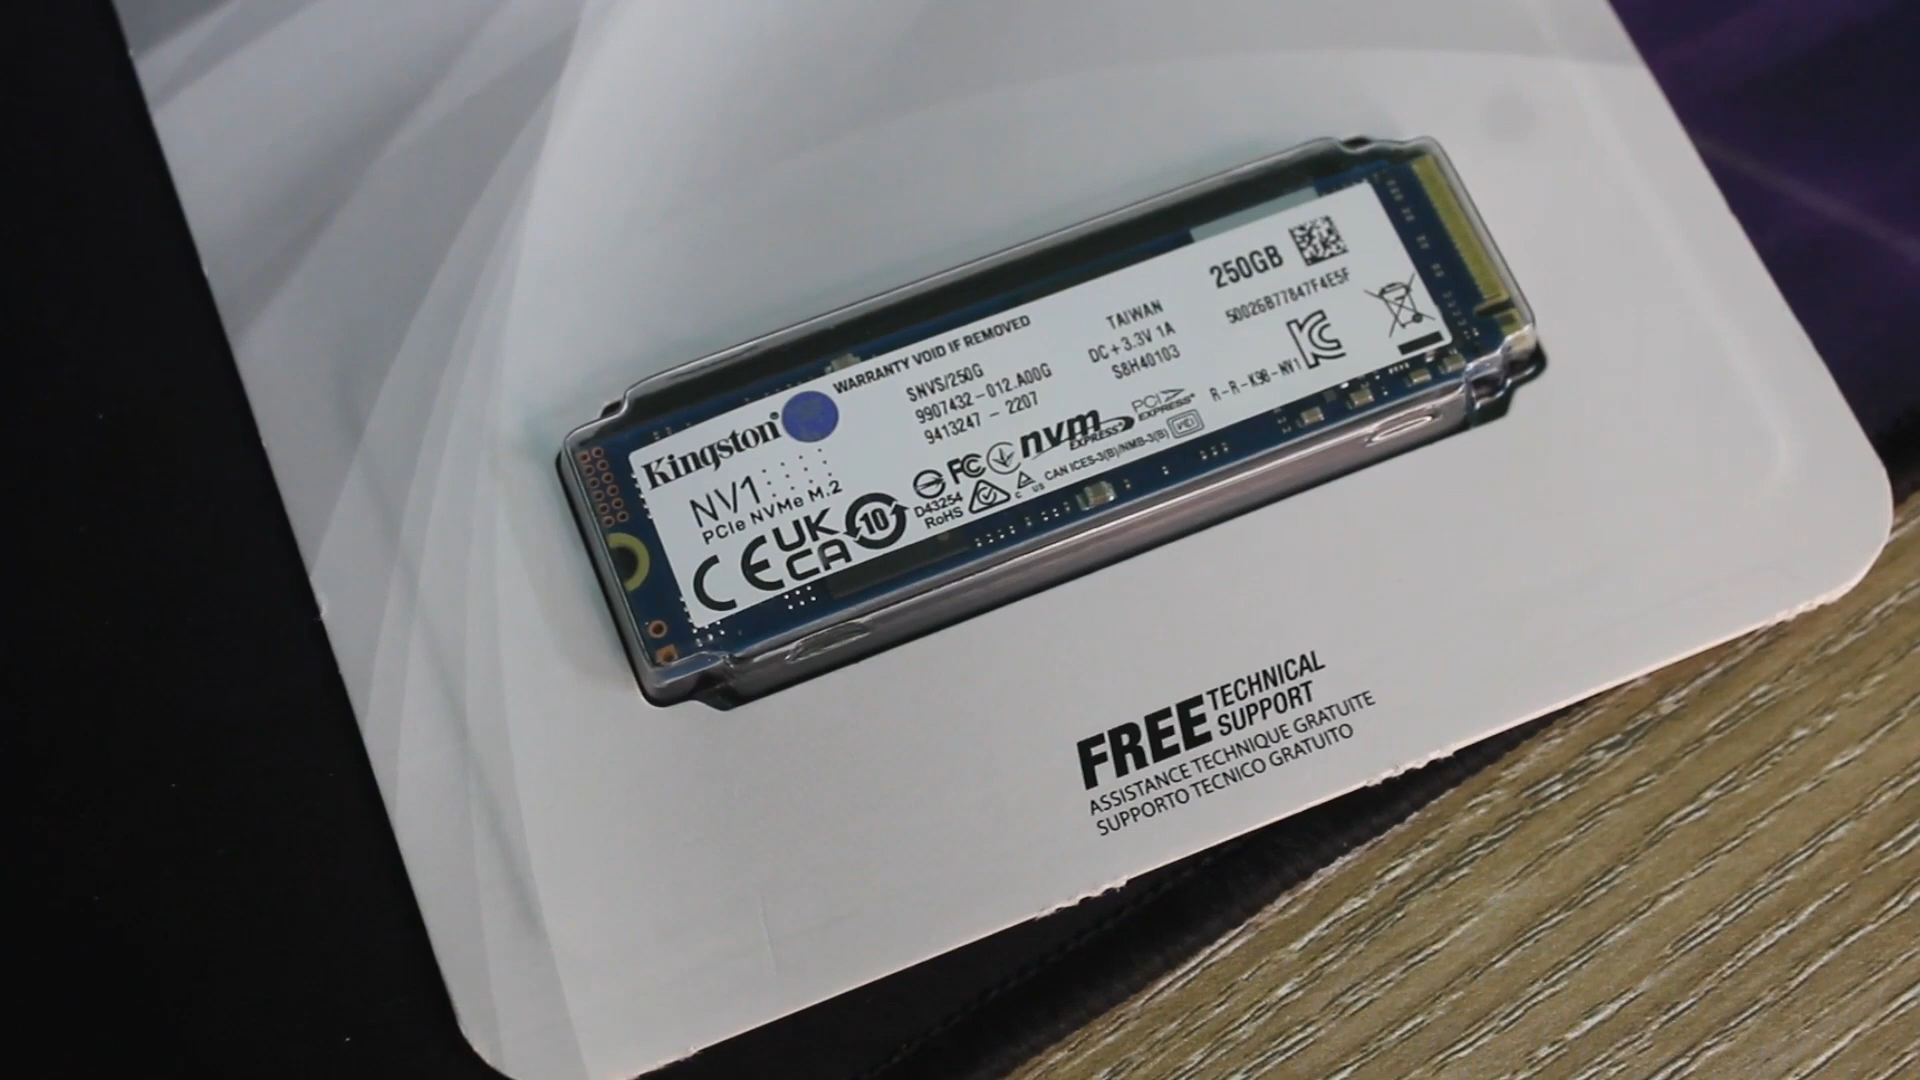 Kingston
NV1
PCIe NVMe M.2
CE
UK
CA
10
WARRANTY VOID IF REMOVED
SNVS/250G
9907432-012.A00G
9413247 - 2207
TAIWAN
DC+3.3V 1A
S8H40103
250GB
50026B77847F4E5F
R-R-K98-NV1
D43254
RoHS
FC
nvm
EXPRESS
PCI
EXPRESS®
C US
CAN ICES-3(B)/NMB-3(B)
FREE TECHNICAL
SUPPORT
ASSISTANCE TECHNIQUE GRATUITE
SUPPORTO TECNICO GRATUITO